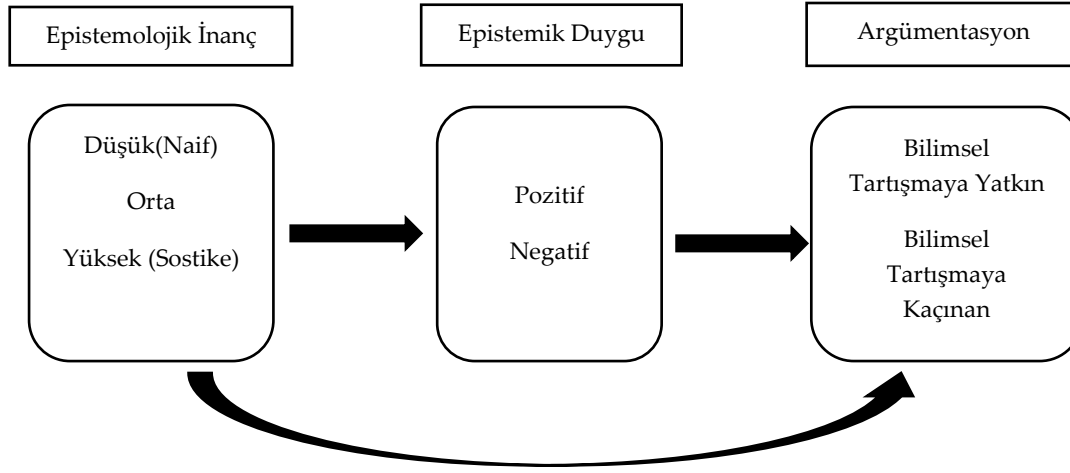 Epistemolojik İnanç
Epistemik Duygu
Argümentasyon
Düşük(Naif)
Orta
Yüksek (Sostike)
Pozitif
Negatif
Bilimsel
Tartışmaya Yatkın
Bilimsel
Tartışmaya
Kaçınan